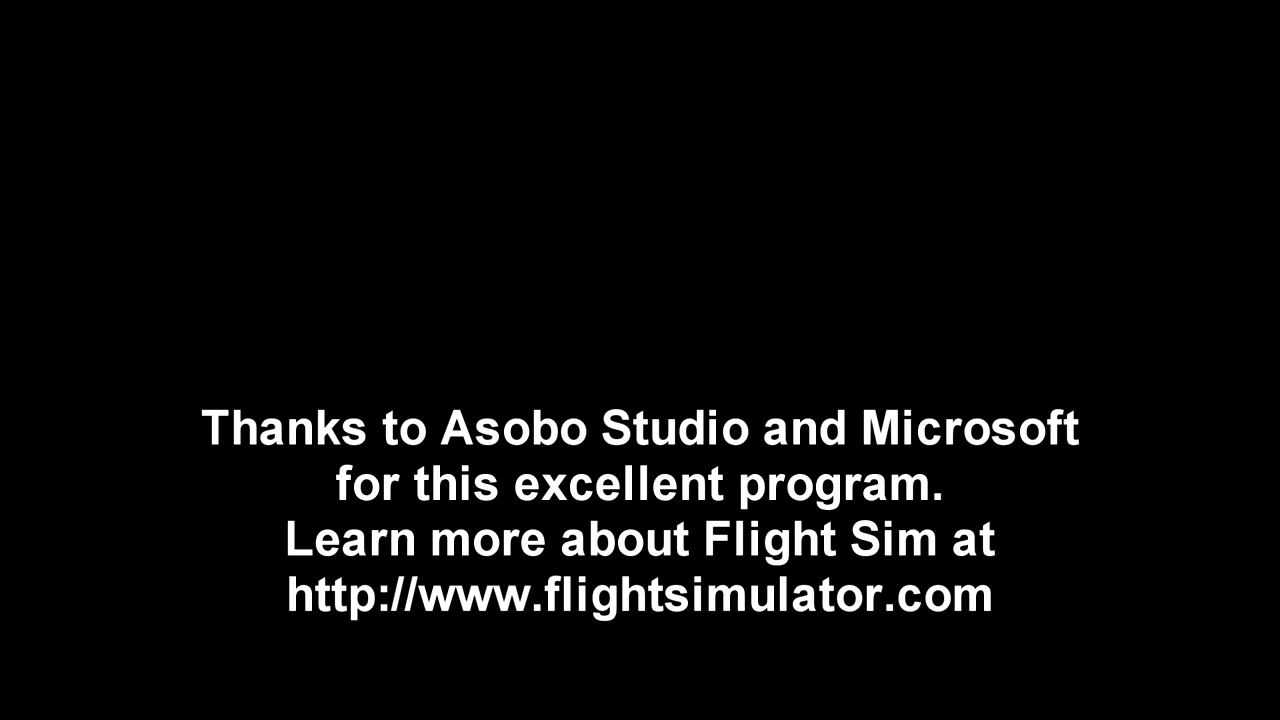 Thanks to Asobo Studio and Microsoft
for this excellent program.
Learn more about Flight Sim at
http://www.flightsimulator.com